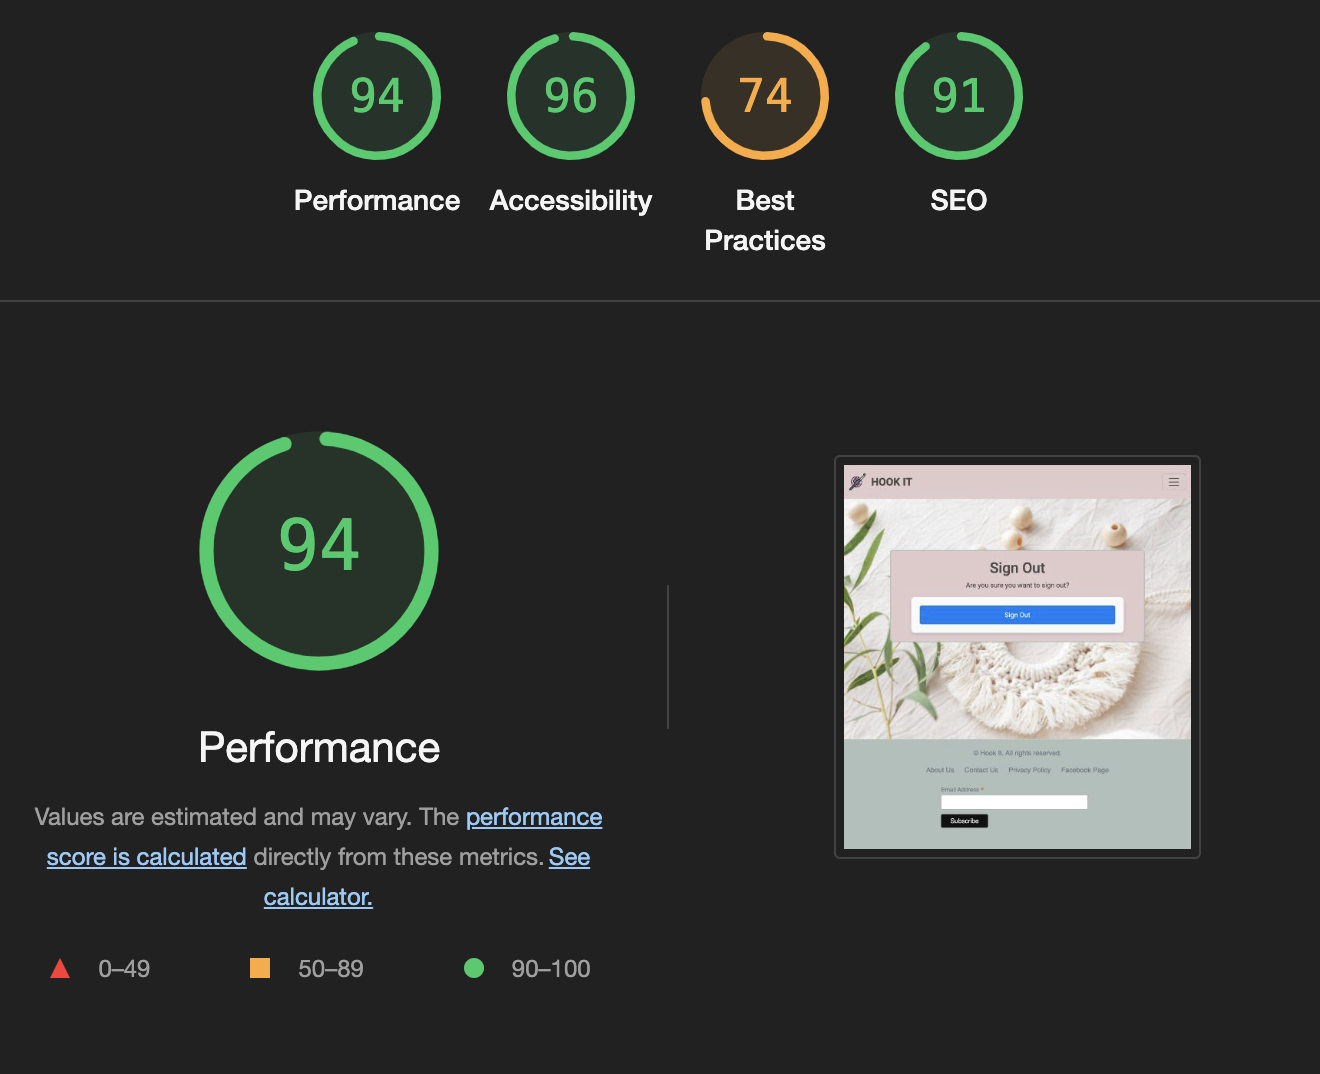 94
96
74
91
Performance
Accessibility
Best
Practices
SEO
94
Performance
Values are estimated and may vary. The performance
score is calculated directly from these metrics. See
calculator.
0–49
50–89
90–100
HOOK IT
Sign Out
Are you sure you want to sign out?
Sign Out
© Hook It, All rights reserved.
About Us Contact Us Privacy Policy Facebook Page
Email Address *
Subscribe